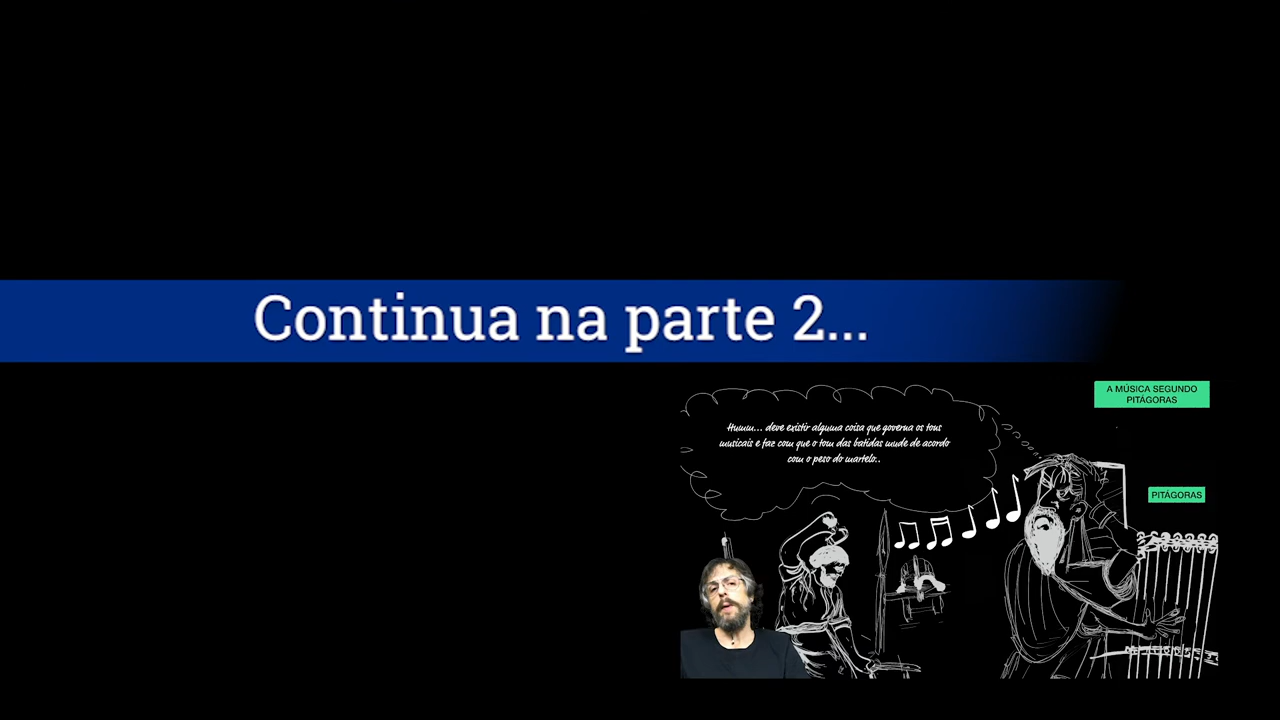 Continua na parte 2...
A MÚSICA SEGUNDO
PITÁGORAS
Humm... deve existir alguma coisa que governa os tons
musicais e faz com que o tom das batidas mude de acordo
com o peso do martelo..
PITÁGORAS